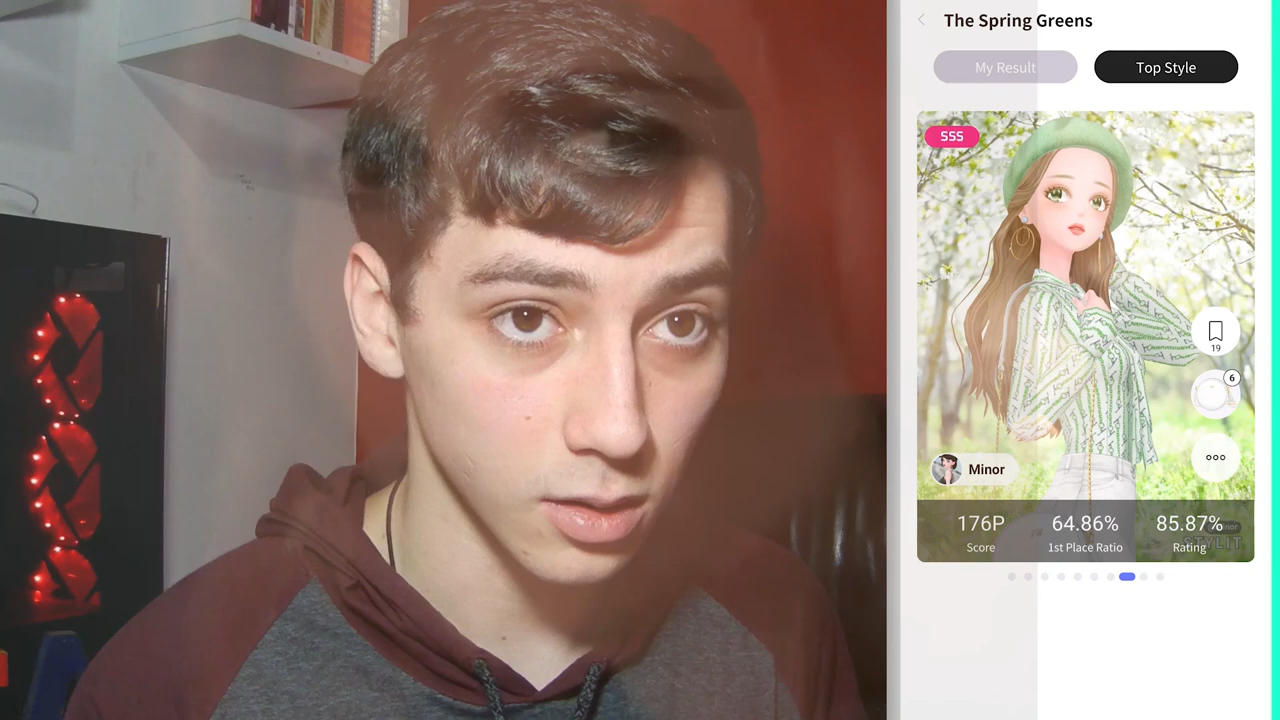 The Spring Greens
My Result
Top Style
SSS
19
6
Minor
176P
64.86%
85.87%
Score
1st Place Ratio
Rating
STYLIT